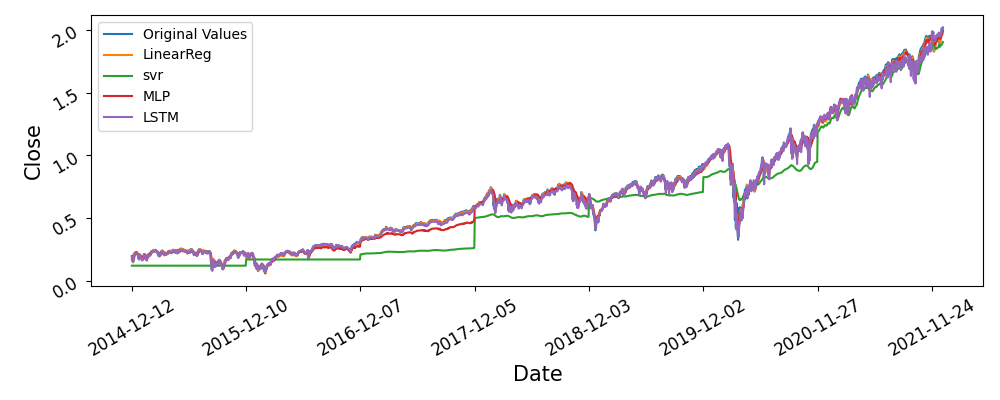 Original Values
LinearReg
svr
MLP
LSTM
Close
2.0
1.5
1.0
0.5
0.0
2014-12-12
2015-12-10
2016-12-07
2017-12-05
2018-12-03
2019-12-02
2020-11-27
2021-11-24
Date